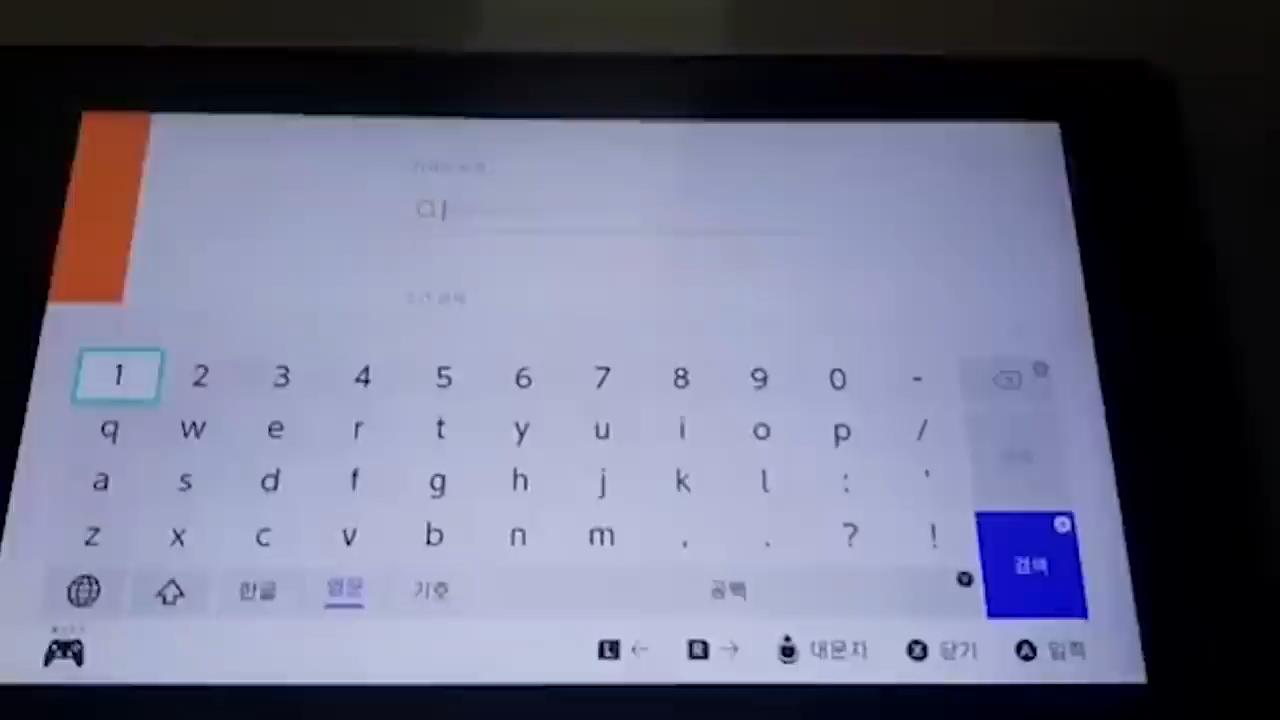 1 2 3 4 5 6 7 8 9 0 -
q w e r t y u i o p /
a s d f g h j k l : '
z x c v b n m , . ? !
한글 영문 기호 공백 Y 검색 +
L ← R → 대문자 X 닫기 A 입력